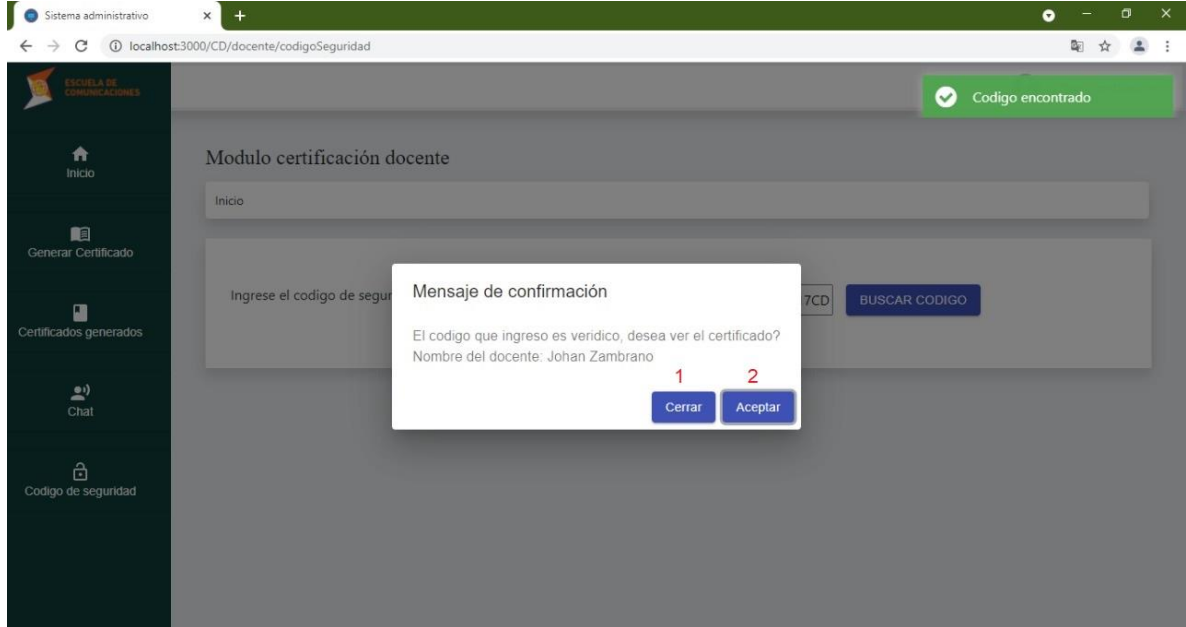 Sistema administrativo
localhost:3000/CD/docente/codigoSeguridad
ESCUELA DE
COMUNICACIONES
Codigo encontrado
Inicio
Generar Certificado
Certificados generados
Chat
Codigo de seguridad
Modulo certificación docente
Inicio
Ingrese el codigo de segur
7CD
BUSCAR CODIGO
Mensaje de confirmación
El codigo que ingreso es veridico, desea ver el certificado?
Nombre del docente: Johan Zambrano
1 2
Cerrar Aceptar